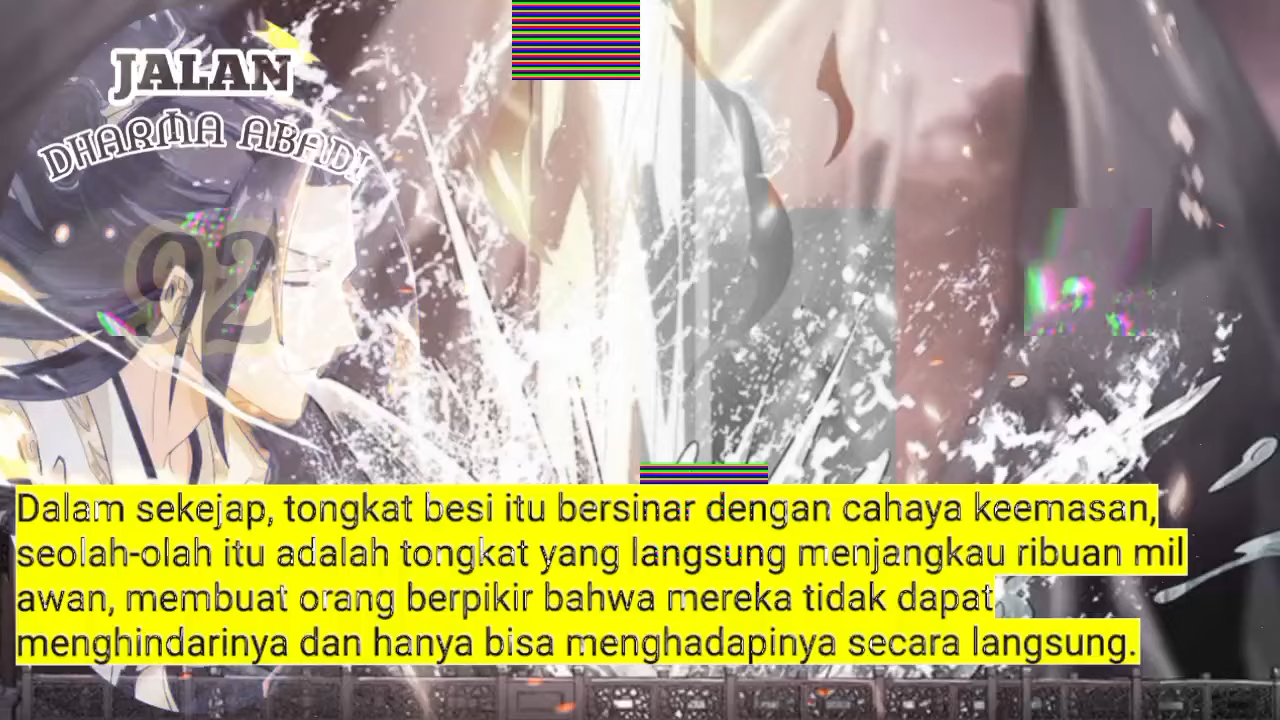 JALAN
DHARMA ABADI
92
Dalam sekejap, tongkat besi itu bersinar dengan cahaya keemasan,
seolah-olah itu adalah tongkat yang langsung menjangkau ribuan mil
awan, membuat orang berpikir bahwa mereka tidak dapat
menghindarinya dan hanya bisa menghadapinya secara langsung.